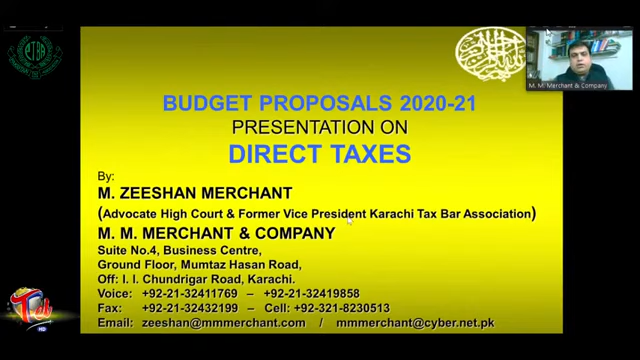 PTBA
M. M. Merchant & Company
BUDGET PROPOSALS 2020-21
PRESENTATION ON
DIRECT TAXES
By:
M. ZEESHAN MERCHANT
(Advocate High Court & Former Vice President Karachi Tax Bar Association)
M. M. MERCHANT & COMPANY
Suite No.4, Business Centre,
Ground Floor, Mumtaz Hasan Road,
Off: I. I. Chundrigar Road, Karachi.
Voice: +92-21-32411769 – +92-21-32419858
Fax: +92-21-32432199 – Cell: +92-321-8230513
Email: zeeshan@mmmerchant.com / mmmerchant@cyber.net.pk
HD